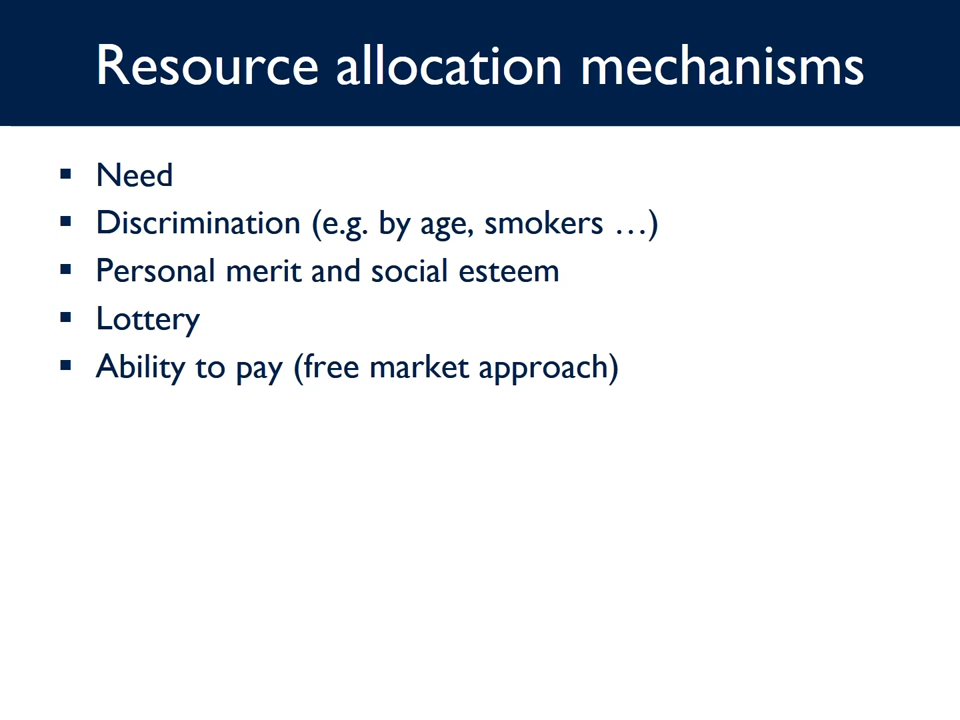 Resource allocation mechanisms
▪ Need
▪ Discrimination (e.g. by age, smokers …)
▪ Personal merit and social esteem
▪ Lottery
▪ Ability to pay (free market approach)